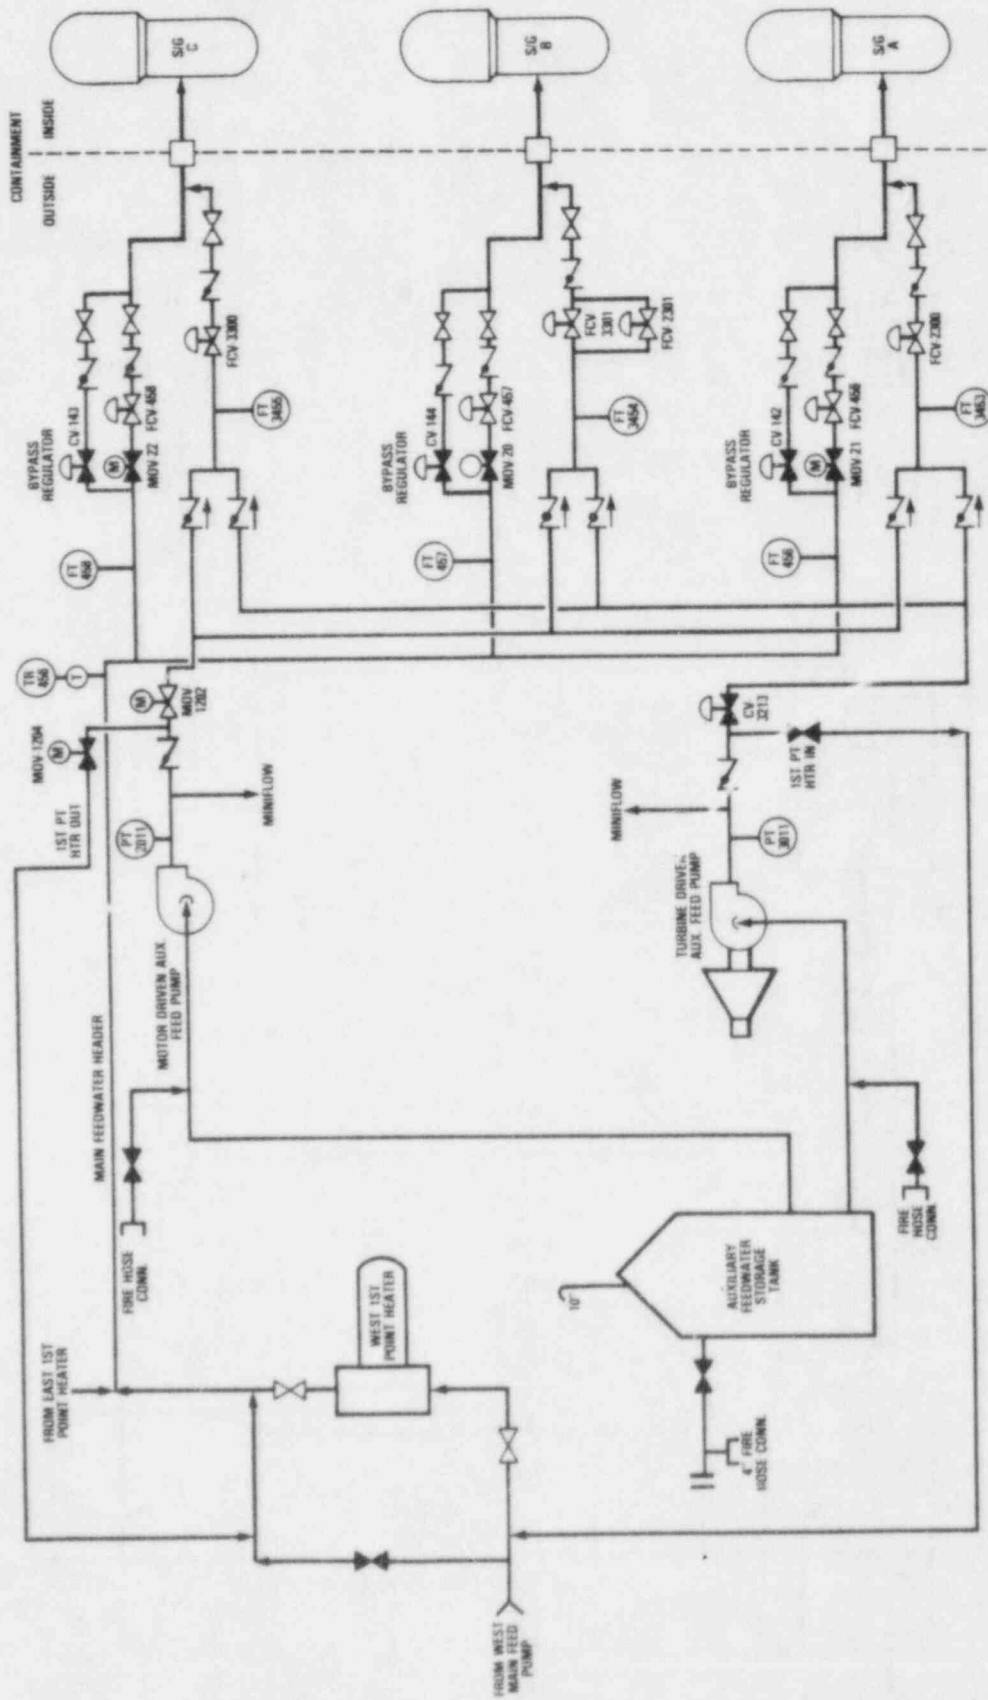 CONTAINMENT
OUTSIDE
INSIDE
S/G
C
S/G
B
S/G
A
BYPASS
REGULATOR
CV 143
MOV 22
FCV 458
FCV-3300
FT
3455
FT
458
BYPASS
REGULATOR
CV 144
MOV 20
FCV-457
FCV
3301
FCV-2301
FT
3454
FT
457
BYPASS
REGULATOR
CV 142
MOV 21
FCV 456
FCV-2300
FT
3453
FT
456
TR
456
T
MOV-1204
M
M
MOV
1202
1ST PT
HTR OUT
PT
2011
MINIFLOW
MOTOR DRIVEN AUX
FEED PUMP
MAIN FEEDWATER HEADER
FIRE HOSE
CONN.
FROM EAST 1ST
POINT HEATER
WEST 1ST
POINT HEATER
FROM WEST
MAIN FEED
PUMP
CV
3213
1ST PT
HTR IN
MINIFLOW
PT
3011
TURBINE DRIVEN
AUX. FEED PUMP
10"
AUXILIARY
FEEDWATER
STORAGE
TANK
4" FIRE
HOSE CONN.
FIRE
HOSE
CONN.
M
M